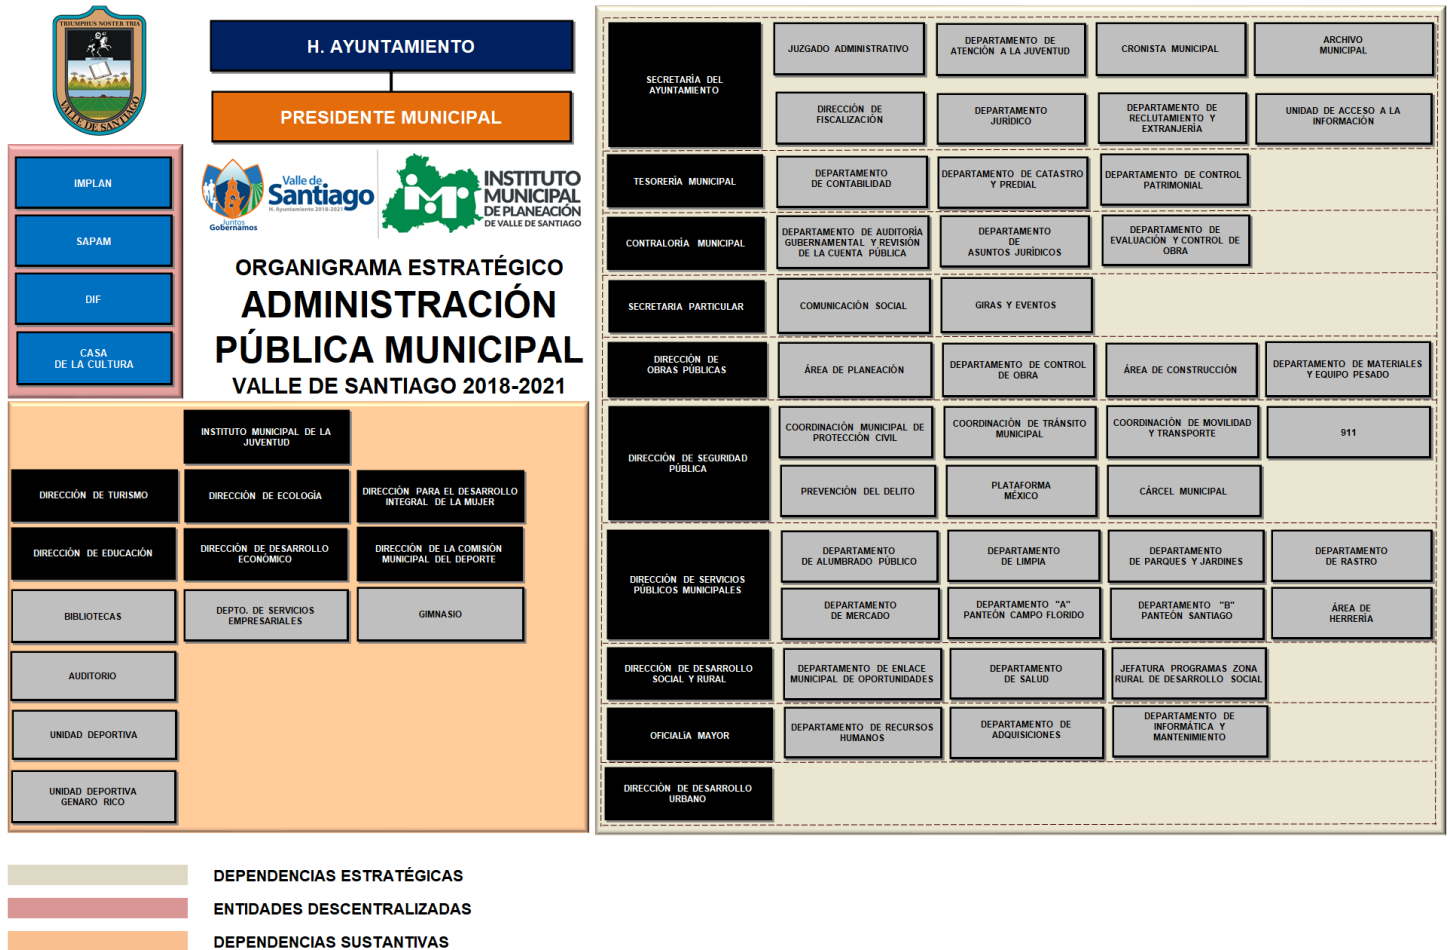 TRIUMPHUS NOSTER TRIA
VALLE DE SANTIAGO
H. AYUNTAMIENTO
PRESIDENTE MUNICIPAL
IMPLAN
SAPAM
DIF
CASA
DE LA CULTURA
Valle de
Santiago
H. Ayuntamiento 2018-2021
Juntos
Gobernamos
INSTITUTO
MUNICIPAL
DE PLANEACIÓN
DE VALLE DE SANTIAGO
ORGANIGRAMA ESTRATÉGICO
ADMINISTRACIÓN
PÚBLICA MUNICIPAL
VALLE DE SANTIAGO 2018-2021
INSTITUTO MUNICIPAL DE LA
JUVENTUD
DIRECCIÓN DE TURISMO
DIRECCIÓN DE ECOLOGÍA
DIRECCIÓN PARA EL DESARROLLO
INTEGRAL DE LA MUJER
DIRECCIÓN DE EDUCACIÓN
DIRECCIÓN DE DESARROLLO
ECONÓMICO
DIRECCIÓN DE LA COMISIÓN
MUNICIPAL DEL DEPORTE
BIBLIOTECAS
DEPTO. DE SERVICIOS
EMPRESARIALES
GIMNASIO
AUDITORIO
UNIDAD DEPORTIVA
UNIDAD DEPORTIVA
GENARO RICO
SECRETARÍA DEL
AYUNTAMIENTO
JUZGADO ADMINISTRATIVO
DEPARTAMENTO DE
ATENCIÓN A LA JUVENTUD
CRONISTA MUNICIPAL
ARCHIVO
MUNICIPAL
DIRECCIÓN DE
FISCALIZACIÓN
DEPARTAMENTO
JURÍDICO
DEPARTAMENTO DE
RECLUTAMIENTO Y
EXTRANJERÍA
UNIDAD DE ACCESO A LA
INFORMACIÓN
TESORERÍA MUNICIPAL
DEPARTAMENTO
DE CONTABILIDAD
DEPARTAMENTO DE CATASTRO
Y PREDIAL
DEPARTAMENTO DE CONTROL
PATRIMONIAL
CONTRALORÍA MUNICIPAL
DEPARTAMENTO DE AUDITORÍA
GUBERNAMENTAL Y REVISIÓN
DE LA CUENTA PÚBLICA
DEPARTAMENTO
DE
ASUNTOS JURÍDICOS
DEPARTAMENTO DE
EVALUACIÓN Y CONTROL DE
OBRA
SECRETARIA PARTICULAR
COMUNICACIÓN SOCIAL
GIRAS Y EVENTOS
DIRECCIÓN DE
OBRAS PÚBLICAS
ÁREA DE PLANEACIÓN
DEPARTAMENTO DE CONTROL
DE OBRA
ÁREA DE CONSTRUCCIÓN
DEPARTAMENTO DE MATERIALES
Y EQUIPO PESADO
DIRECCIÓN DE SEGURIDAD
PÚBLICA
COORDINACIÓN MUNICIPAL DE
PROTECCIÓN CIVIL
COORDINACIÓN DE TRÁNSITO
MUNICIPAL
COORDINACIÓN DE MOVILIDAD
Y TRANSPORTE
911
PREVENCIÓN DEL DELITO
PLATAFORMA
MÉXICO
CÁRCEL MUNICIPAL
DIRECCIÓN DE SERVICIOS
PÚBLICOS MUNICIPALES
DEPARTAMENTO
DE ALUMBRADO PÚBLICO
DEPARTAMENTO
DE LIMPIA
DEPARTAMENTO
DE PARQUES Y JARDINES
DEPARTAMENTO
DE RASTRO
DEPARTAMENTO
DE MERCADO
DEPARTAMENTO "A"
PANTEÓN CAMPO FLORIDO
DEPARTAMENTO "B"
PANTEÓN SANTIAGO
ÁREA DE
HERRERÍA
DIRECCIÓN DE DESARROLLO
SOCIAL Y RURAL
DEPARTAMENTO DE ENLACE
MUNICIPAL DE OPORTUNIDADES
DEPARTAMENTO
DE SALUD
JEFATURA PROGRAMAS ZONA
RURAL DE DESARROLLO SOCIAL
OFICIALÍA MAYOR
DEPARTAMENTO DE RECURSOS
HUMANOS
DEPARTAMENTO DE
ADQUISICIONES
DEPARTAMENTO DE
INFORMÁTICA Y
MANTENIMIENTO
DIRECCIÓN DE DESARROLLO
URBANO
DEPENDENCIAS ESTRATÉGICAS
ENTIDADES DESCENTRALIZADAS
DEPENDENCIAS SUSTANTIVAS